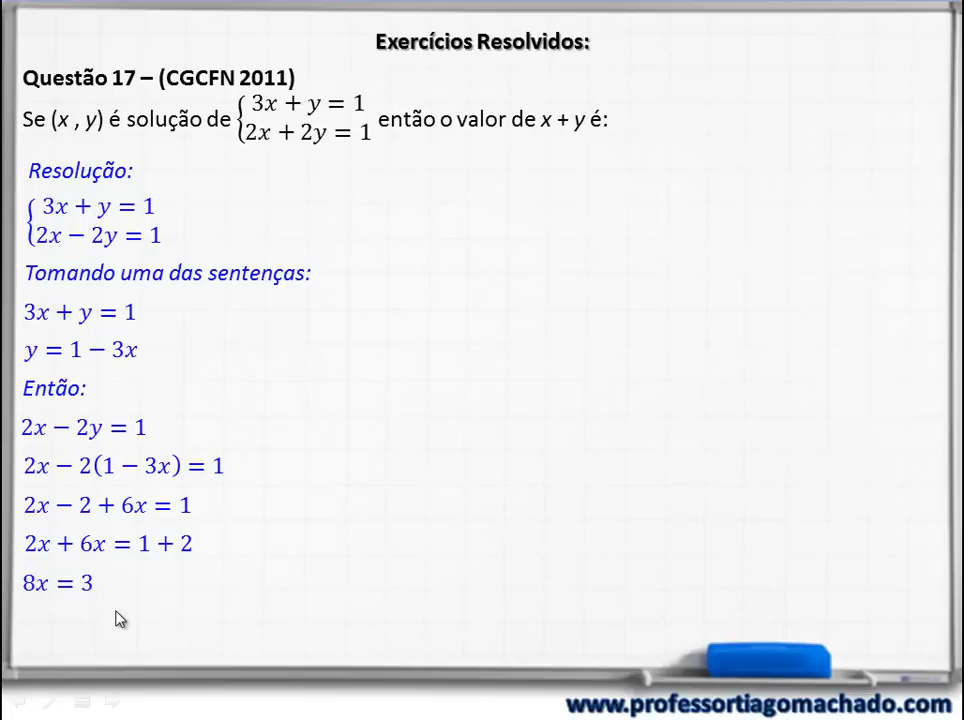 Exercícios Resolvidos:
Questão 17 – (CGCFN 2011)
Se (x , y) é solução de { 3x + y = 1 2x + 2y = 1 então o valor de x + y é:
Resolução:
{ 3x + y = 1
2x − 2y = 1
Tomando uma das sentenças:
3x + y = 1
y = 1 − 3x
Então:
2x − 2y = 1
2x − 2(1 − 3x) = 1
2x − 2 + 6x = 1
2x + 6x = 1 + 2
8x = 3
www.professortiagomachado.com